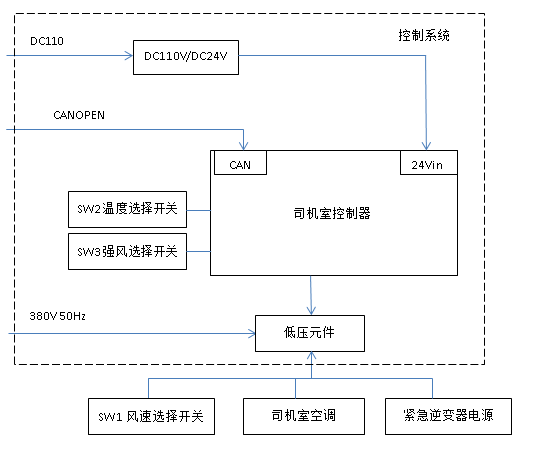 控制系统
DC110
DC110V/DC24V
CANOPEN
CAN
24Vin
司机室控制器
SW2温度选择开关
SW3强风选择开关
380V 50Hz
低压元件
SW1 风速选择开关
司机室空调
紧急逆变器电源